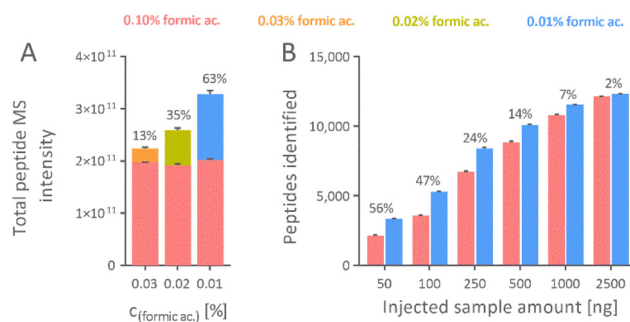 0.10% formic ac. 0.03% formic ac. 0.02% formic ac. 0.01% formic ac.
A
Total peptide MS
intensity
4×10¹¹
3×10¹¹
2×10¹¹
1×10¹¹
0
13%
35%
63%
0.03 0.02 0.01
c(formic ac.) [%]
B
Peptides identified
15,000
10,000
5,000
0
56%
47%
24%
14%
7%
2%
50 100 250 500 1000 2500
Injected sample amount [ng]